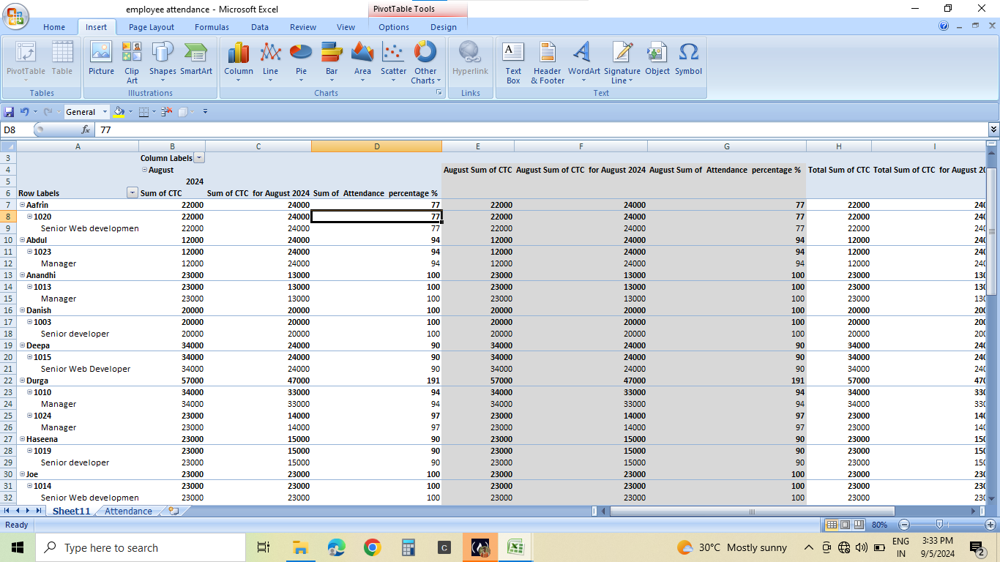 employee attendance - Microsoft Excel
PivotTable Tools
Home Insert Page Layout Formulas Data Review View Options Design
PivotTable Table Picture Clip Art Shapes SmartArt Column Line Pie Bar Area Scatter Other Charts Hyperlink Text Box Header & Footer WordArt Signature Line Object Symbol
Tables Illustrations Charts Links Text
General
D8 fx 77
A B C D E F G H I
3 Column Labels
4 August August Sum of CTC August Sum of CTC for August 2024 August Sum of Attendance percentage % Total Sum of CTC Total Sum of CTC for August 20
5 2024
6 Row Labels Sum of CTC Sum of CTC for August 2024 Sum of Attendance percentage %
7 Aafrin 22000 24000 77 22000 24000 77 22000 240
8 1020 22000 24000 77 22000 24000 77 22000 240
9 Senior Web developmen 22000 24000 77 22000 24000 77 22000 240
10 Abdul 12000 24000 94 12000 24000 94 12000 240
11 1023 12000 24000 94 12000 24000 94 12000 240
12 Manager 12000 24000 94 12000 24000 94 12000 240
13 Anandhi 23000 13000 100 23000 13000 100 23000 130
14 1013 23000 13000 100 23000 13000 100 23000 130
15 Manager 23000 13000 100 23000 13000 100 23000 130
16 Danish 20000 20000 100 20000 20000 100 20000 200
17 1003 20000 20000 100 20000 20000 100 20000 200
18 Senior developer 20000 20000 100 20000 20000 100 20000 200
19 Deepa 34000 24000 90 34000 24000 90 34000 240
20 1015 34000 24000 90 34000 24000 90 34000 240
21 Senior Web Developer 34000 24000 90 34000 24000 90 34000 240
22 Durga 57000 47000 191 57000 47000 191 57000 470
23 1010 34000 33000 94 34000 33000 94 34000 330
24 Manager 34000 33000 94 34000 33000 94 34000 330
25 1024 23000 14000 97 23000 14000 97 23000 140
26 Manager 23000 14000 97 23000 14000 97 23000 140
27 Haseena 23000 15000 90 23000 15000 90 23000 150
28 1019 23000 15000 90 23000 15000 90 23000 150
29 Senior developer 23000 15000 90 23000 15000 90 23000 150
30 Joe 23000 23000 100 23000 23000 100 23000 230
31 1014 23000 23000 100 23000 23000 100 23000 230
32 Senior Web developmen 23000 23000 100 23000 23000 100 23000 230
Sheet11 Attendance
Ready 80%
Type here to search 30°C Mostly sunny ENG 3:33 PM
IN 9/5/2024 2